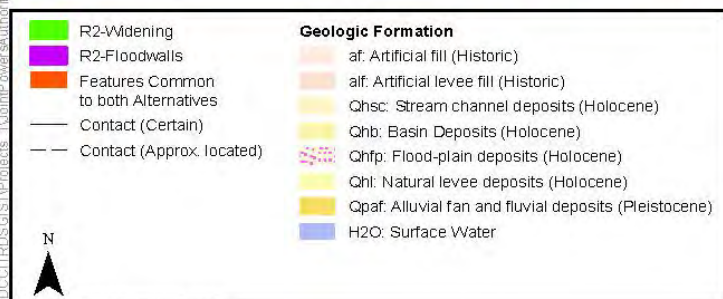 R2-Widening
R2-Floodwalls
Features Common
to both Alternatives
Contact (Certain)
Contact (Approx. located)
N
Geologic Formation
af: Artificial fill (Historic)
alf: Artificial levee fill (Historic)
Qhsc: Stream channel deposits (Holocene)
Qhb: Basin Deposits (Holocene)
Qhfp: Flood-plain deposits (Holocene)
Qhl: Natural levee deposits (Holocene)
Qpaf: Alluvial fan and fluvial deposits (Pleistocene)
H2O: Surface Water